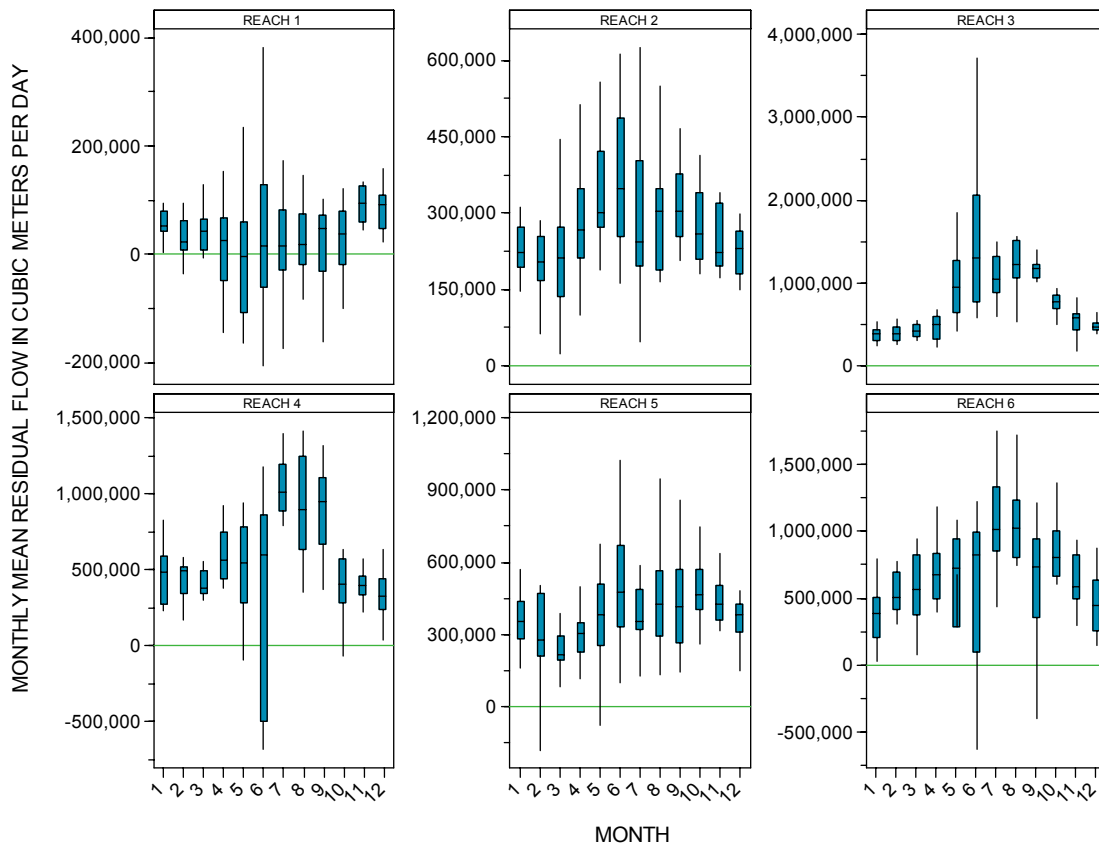 MONTHLY MEAN RESIDUAL FLOW IN CUBIC METERS PER DAY
REACH 1
400,000
200,000
0
-200,000
REACH 2
600,000
450,000
300,000
150,000
0
REACH 3
4,000,000
3,000,000
2,000,000
1,000,000
0
REACH 4
1,500,000
1,000,000
500,000
0
-500,000
1 2 3 4 5 6 7 8 9 10 11 12
REACH 5
1,200,000
900,000
600,000
300,000
0
1 2 3 4 5 6 7 8 9 10 11 12
REACH 6
1,500,000
1,000,000
500,000
0
-500,000
1 2 3 4 5 6 7 8 9 10 11 12
MONTH